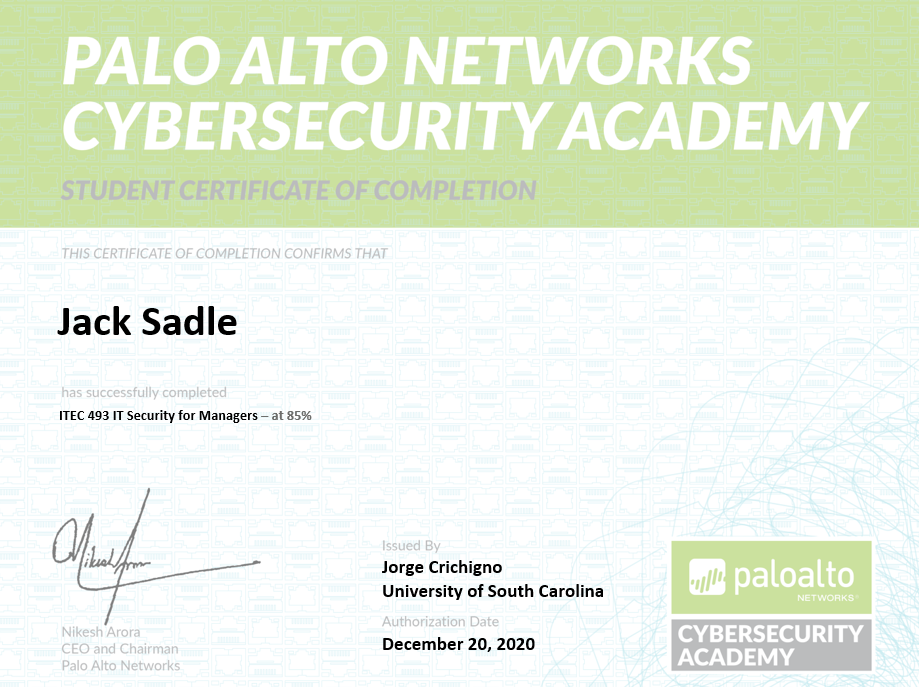 PALO ALTO NETWORKS
CYBERSECURITY ACADEMY
STUDENT CERTIFICATE OF COMPLETION
THIS CERTIFICATE OF COMPLETION CONFIRMS THAT
Jack Sadle
has successfully completed
ITEC 493 IT Security for Managers – at 85%
Nikesh Arora
Nikesh Arora
CEO and Chairman
Palo Alto Networks
Issued By
Jorge Crichigno
University of South Carolina
Authorization Date
December 20, 2020
paloalto
NETWORKS®
CYBERSECURITY
ACADEMY